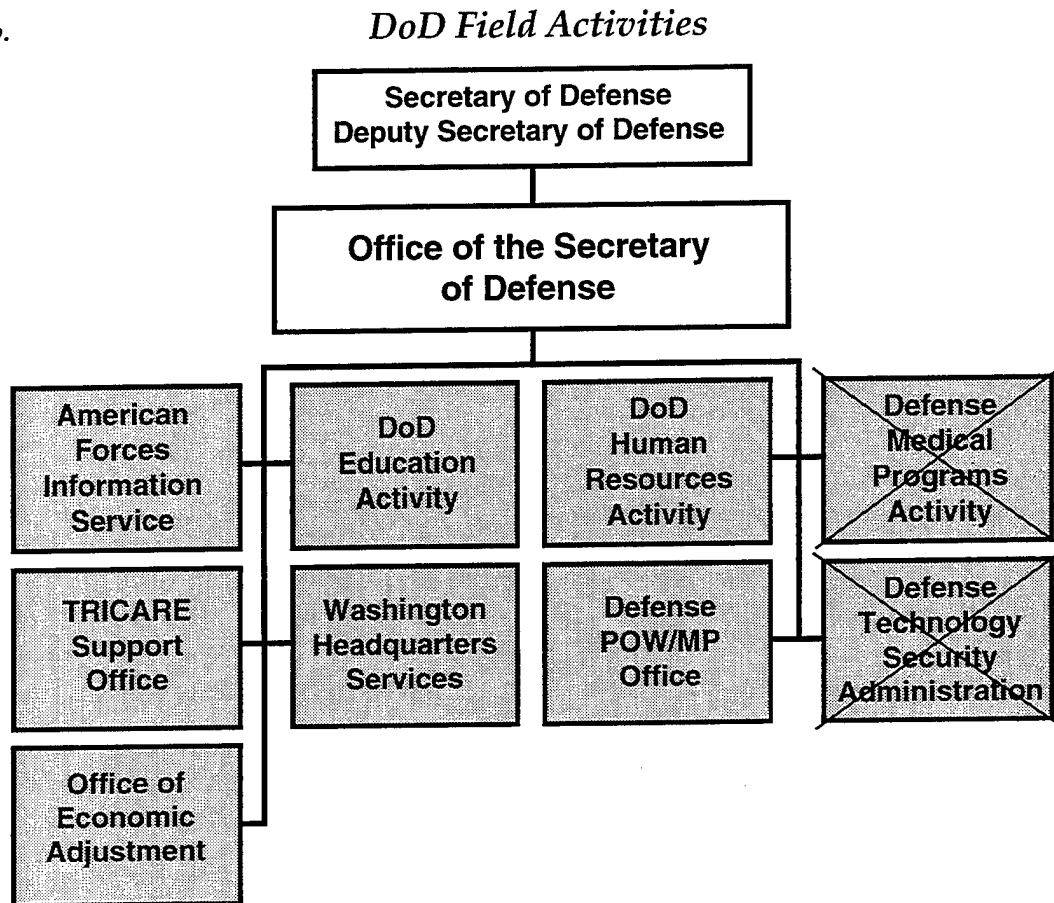 DoD Field Activities
Secretary of Defense
Deputy Secretary of Defense
Office of the Secretary
of Defense
American
Forces
Information
Service
DoD
Education
Activity
DoD
Human
Resources
Activity
Defense
Medical
Programs
Activity
TRICARE
Support
Office
Washington
Headquarters
Services
Defense
POW/MP
Office
Defense
Technology
Security
Administration
Office of
Economic
Adjustment